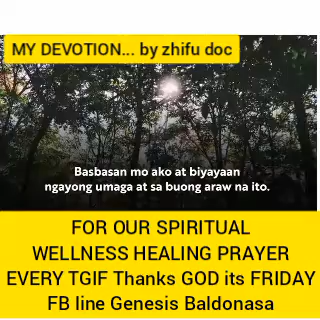 MY DEVOTION... by zhifu doc
Basbasan mo ako at biyayaan
ngayong umaga at sa buong araw na ito.
FOR OUR SPIRITUAL
WELLNESS HEALING PRAYER
EVERY TGIF Thanks GOD its FRIDAY
FB line Genesis Baldonasa